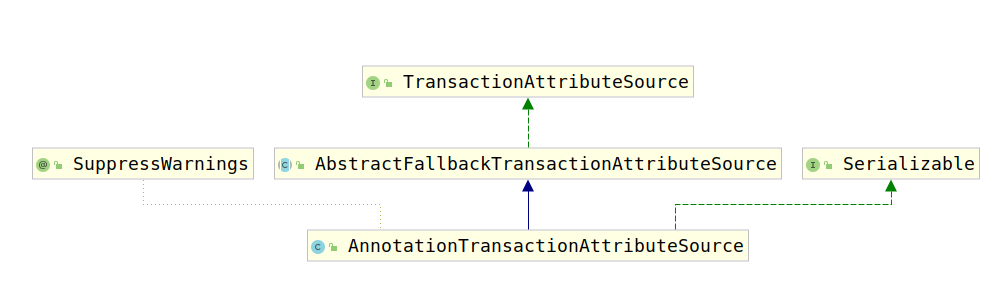 I TransactionAttributeSource
@ SuppressWarnings
C AbstractFallbackTransactionAttributeSource
I Serializable
C AnnotationTransactionAttributeSource